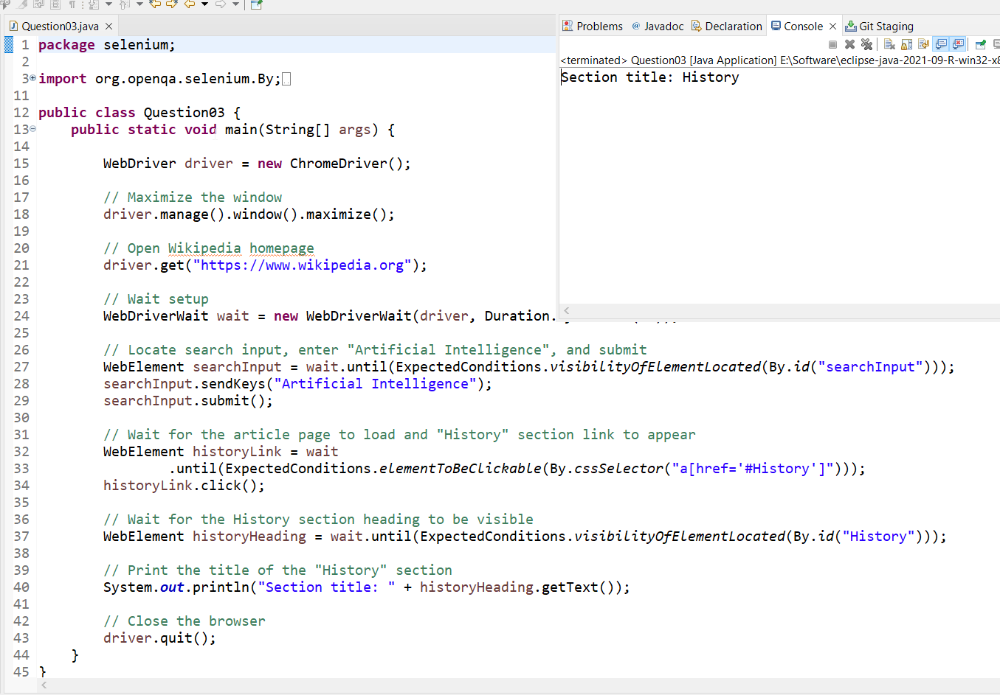 Question03.java
1 package selenium;
2
3 import org.openqa.selenium.By;
11
12 public class Question03 {
13     public static void main(String[] args) {
14
15         WebDriver driver = new ChromeDriver();
16
17         // Maximize the window
18         driver.manage().window().maximize();
19
20         // Open Wikipedia homepage
21         driver.get("https://www.wikipedia.org");
22
23         // Wait setup
24         WebDriverWait wait = new WebDriverWait(driver, Duration.
25
26         // Locate search input, enter "Artificial Intelligence", and submit
27         WebElement searchInput = wait.until(ExpectedConditions.visibilityOfElementLocated(By.id("searchInput")));
28         searchInput.sendKeys("Artificial Intelligence");
29         searchInput.submit();
30
31         // Wait for the article page to load and "History" section link to appear
32         WebElement historyLink = wait
33                 .until(ExpectedConditions.elementToBeClickable(By.cssSelector("a[href='#History']")));
34         historyLink.click();
35
36         // Wait for the History section heading to be visible
37         WebElement historyHeading = wait.until(ExpectedConditions.visibilityOfElementLocated(By.id("History")));
38
39         // Print the title of the "History" section
40         System.out.println("Section title: " + historyHeading.getText());
41
42         // Close the browser
43         driver.quit();
44     }
45 }
Problems @ Javadoc Declaration Console Git Staging
<terminated> Question03 [Java Application] E:\Software\eclipse-java-2021-09-R-win32-x8
Section title: History